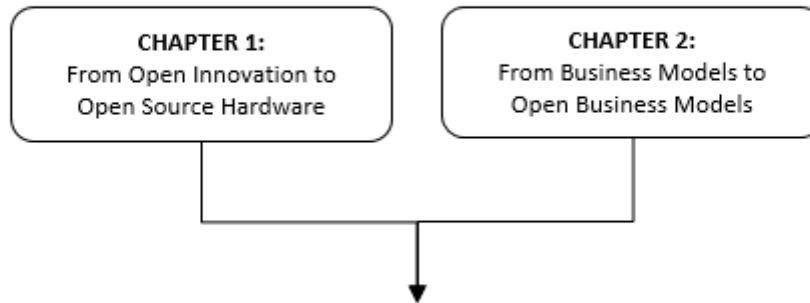 CHAPTER 1:
From Open Innovation to
Open Source Hardware
CHAPTER 2:
From Business Models to
Open Business Models